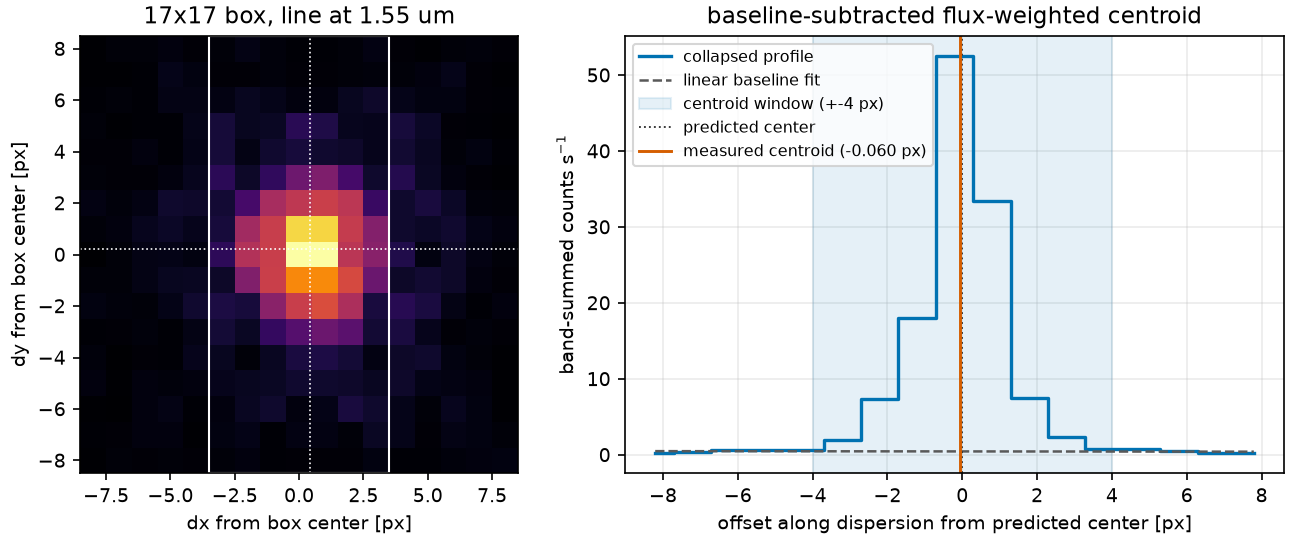 17x17 box, line at 1.55 um
8
6
4
2
0
−2
−4
−6
−8
dy from box center [px]
−7.5 −5.0 −2.5 0.0 2.5 5.0 7.5
dx from box center [px]
baseline-subtracted flux-weighted centroid
collapsed profile
linear baseline fit
centroid window (+-4 px)
predicted center
measured centroid (-0.060 px)
50
40
30
20
10
0
band-summed counts s⁻¹
−8 −6 −4 −2 0 2 4 6 8
offset along dispersion from predicted center [px]